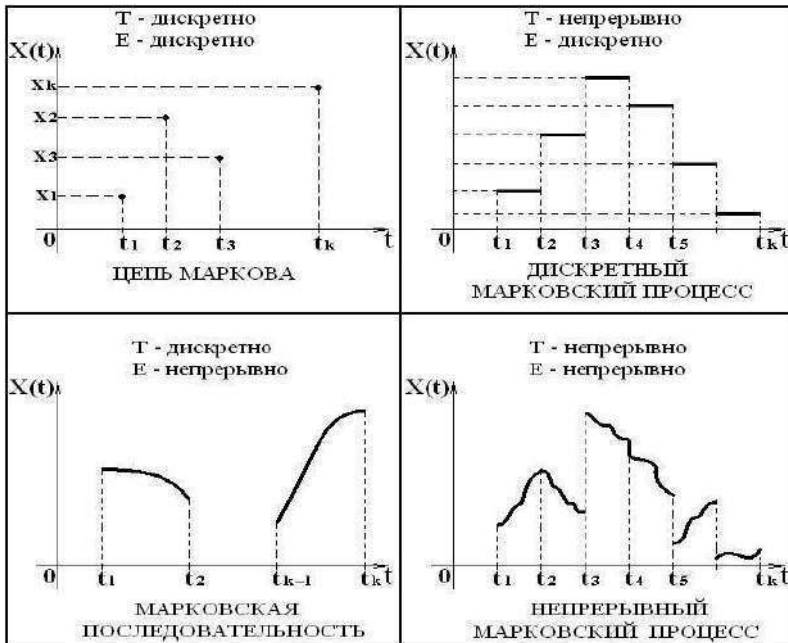 T - дискретно
E - дискретно
X(t)
Xk
X2
X3
X1
0
t1
t2
t3
tk
t
ЦЕПЬ МАРКОВА
T - непрерывно
E - дискретно
X(t)
0
t1
t2
t3
t4
t5
tk
t
ДИСКРЕТНЫЙ
МАРКОВСКИЙ ПРОЦЕСС
T - дискретно
E - непрерывно
X(t)
0
t1
t2
tk-1
tk
t
МАРКОВСКАЯ
ПОСЛЕДОВАТЕЛЬНОСТЬ
T - непрерывно
E - непрерывно
X(t)
0
t1
t2
t3
t4
t5
tk
t
НЕПРЕРЫВНЫЙ
МАРКОВСКИЙ ПРОЦЕСС